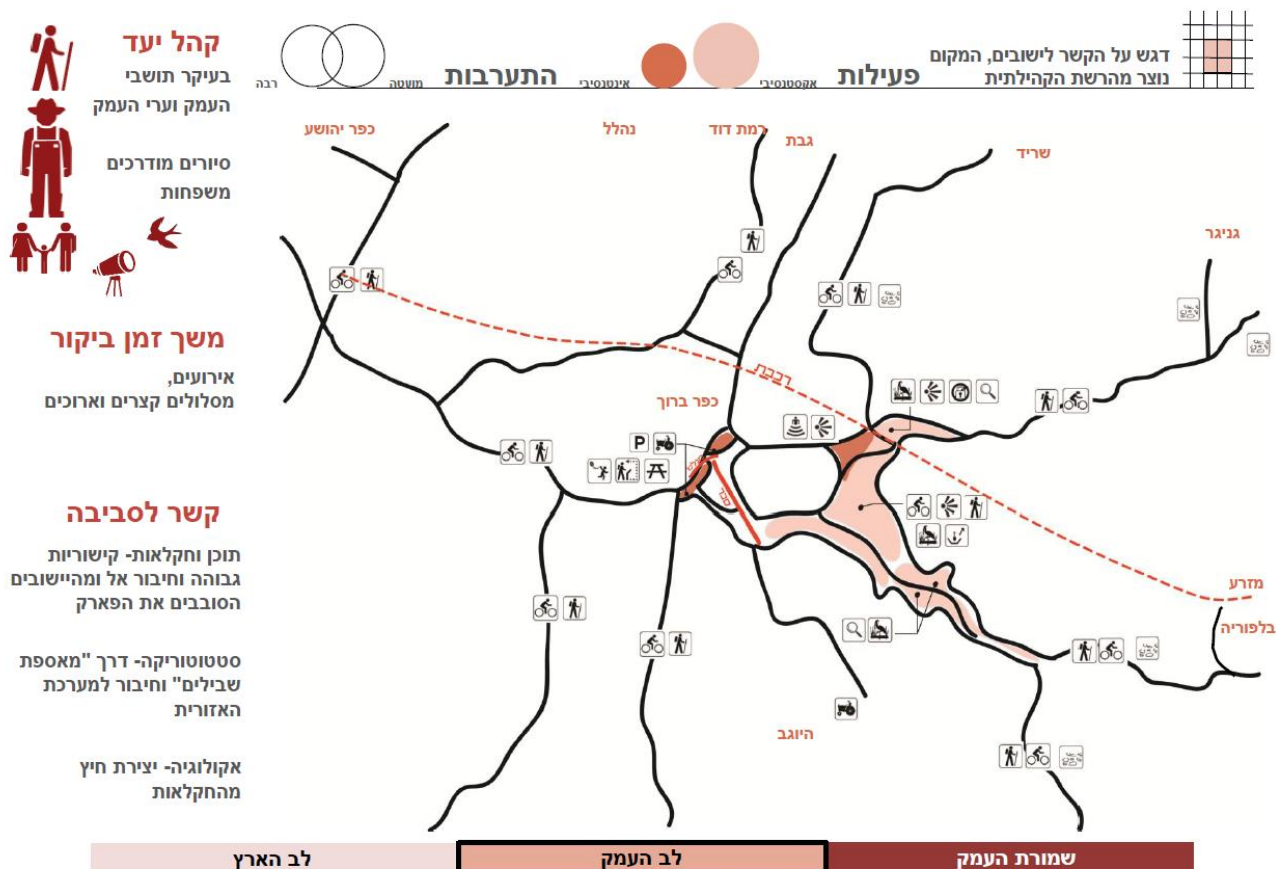 קהל יעד
בעיקר תושבי
העמק וערי העמק
סיורים מודרכים
משפחות
משך זמן ביקור
אירועים,
מסלולים קצרים וארוכים
קשר לסביבה
תוכן וחקלאות- קישוריות
גבוהה וחיבור אל ומהיישובים
הסובבים את הפארק
סטטוטוריקה- דרך "מאספת
שבילים" וחיבור למערכת
האזורית
אקולוגיה- יצירת חיץ
מהחקלאות
דגש על הקשר לישובים, המקום
נוצר מהרשת הקהילתית
פעילות
אקסטנסיבי
אינטנסיבי
התערבות
מועטה
רבה
כפר יהושע
נהלל
רמת דוד
גבת
שריד
גניגר
רכבת
כפר ברוך
P
סכר
מזרע
בלפוריה
היוגב
לב הארץ
לב העמק
שמורת העמק